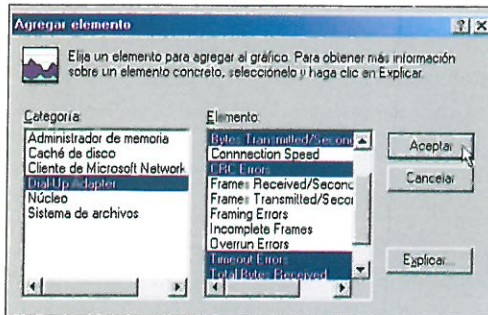 Agregar elemento
Elija un elemento para agregar al gráfico. Para obtener más información
sobre un elemento concreto, selecciónelo y haga clic en Explicar.
Categoría:
Administrador de memoria
Caché de disco
Cliente de Microsoft Network
Dial-Up Adapter
Núcleo
Sistema de archivos
Elemento:
Bytes Transmitted/Second
Connnection Speed
CRC Errors
Frames Received/Second
Frames Transmitted/Secon
Framing Errors
Incomplete Frames
Overrun Errors
Timeout Errors
Total Bytes Received
Aceptar
Cancelar
Explicar...